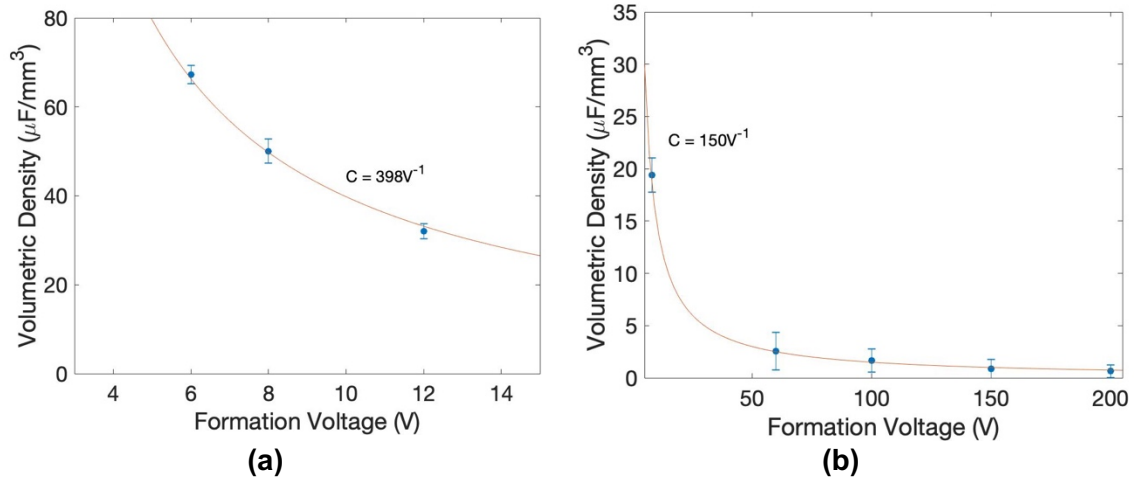 80
60
40
20
0
Volumetric Density (μF/mm³)
C = 398V⁻¹
4 6 8 10 12 14
Formation Voltage (V)
(a)
35
30
25
20
15
10
5
0
Volumetric Density (μF/mm³)
C = 150V⁻¹
50 100 150 200
Formation Voltage (V)
(b)